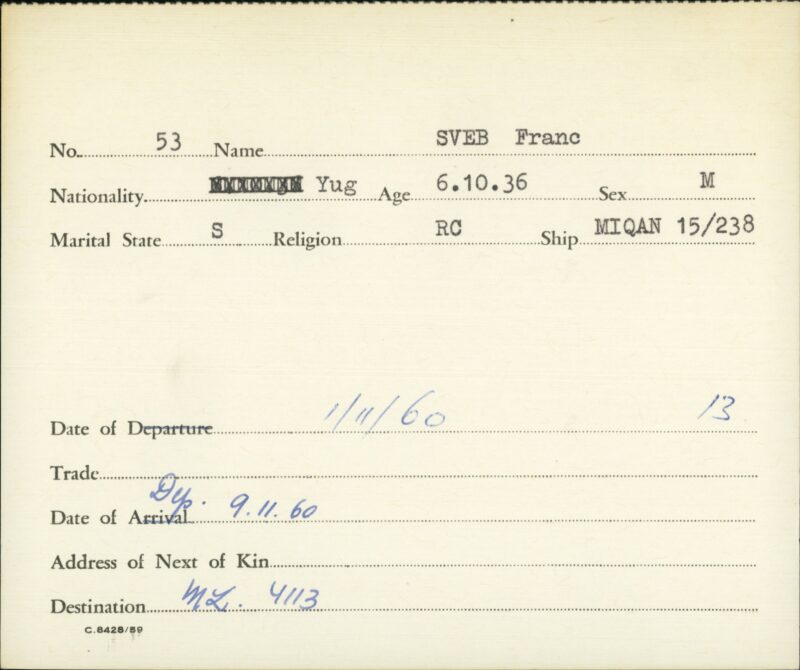 No. 53 Name SVEB Franc
Nationality Yug Age 6.10.36 Sex M
Marital State S Religion RC Ship MIQAN 15/238
Date of Departure 1/11/60 13
Trade
Dep.
Date of Arrival 9.11.60
Address of Next of Kin
Destination ML. 4113
C.8428/59